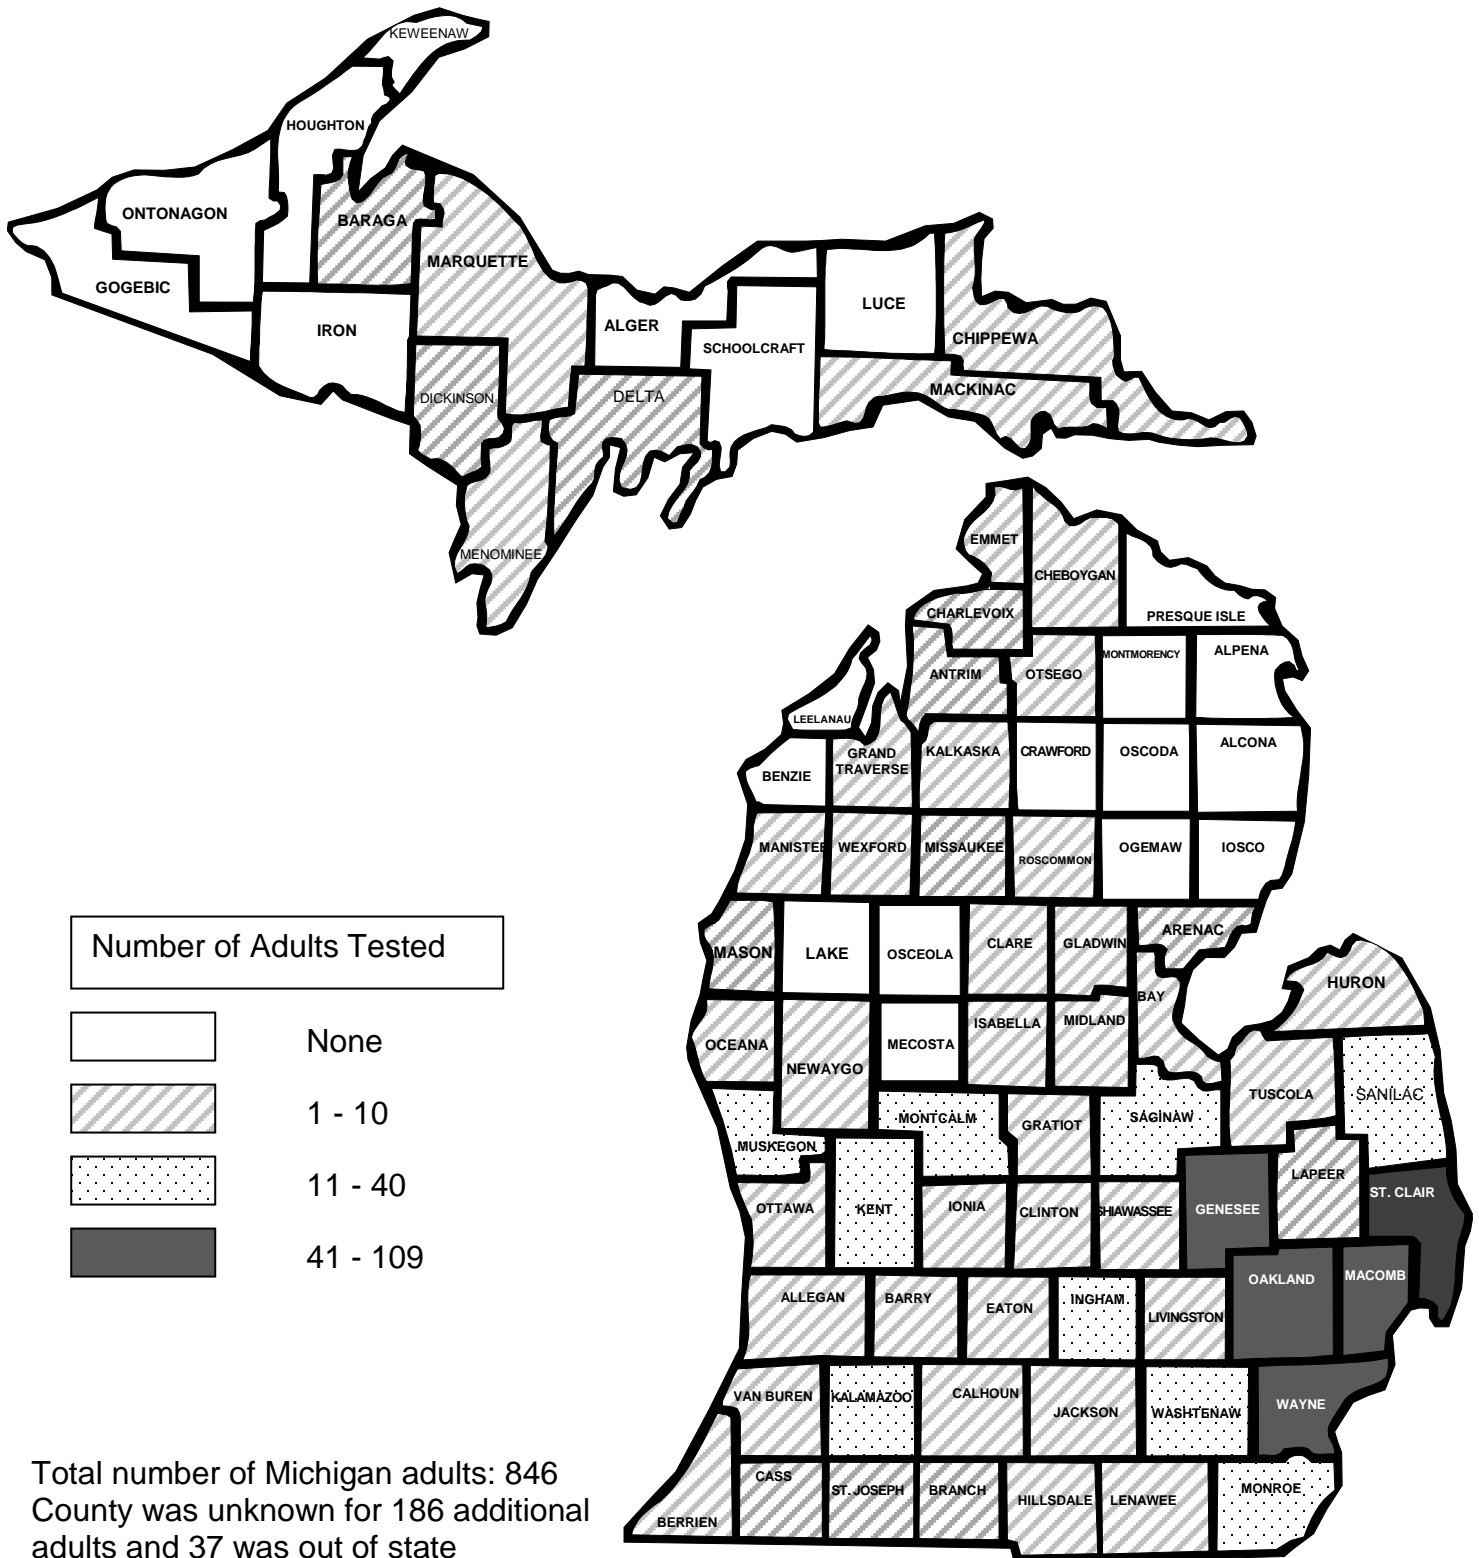 KEWEENAW
HOUGHTON
ONTONAGON
BARAGA
MARQUETTE
GOGEBIC
IRON
ALGER
LUCE
SCHOOLCRAFT
CHIPPEWA
MACKINAC
DICKINSON
DELTA
MENOMINEE
EMMET
CHEBOYGAN
CHARLEVOIX
PRESQUE ISLE
ANTRIM
OTSEGO
MONTMORENCY
ALPENA
LEELANAU
GRAND
TRAVERSE
KALKASKA
CRAWFORD
OSCODA
ALCONA
BENZIE
MANISTEE
WEXFORD
MISSAUKEE
ROSCOMMON
OGEMAW
IOSCO
Number of Adults Tested
MASON
LAKE
OSCEOLA
CLARE
GLADWIN
ARENAC
BAY
HURON
None
OCEANA
NEWAYGO
MECOSTA
ISABELLA
MIDLAND
TUSCOLA
SANILAC
1 - 10
MUSKEGON
MONTCALM
GRATIOT
SAGINAW
LAPEER
11 - 40
OTTAWA
KENT
IONIA
CLINTON
SHIAWASSEE
GENESEE
ST. CLAIR
41 - 109
ALLEGAN
BARRY
EATON
INGHAM
LIVINGSTON
OAKLAND
MACOMB
VAN BUREN
KALAMAZOO
CALHOUN
JACKSON
WASHTENAW
WAYNE
BERRIEN
CASS
ST. JOSEPH
BRANCH
HILLSDALE
LENAWEE
MONROE
Total number of Michigan adults: 846
County was unknown for 186 additional
adults and 37 was out of state